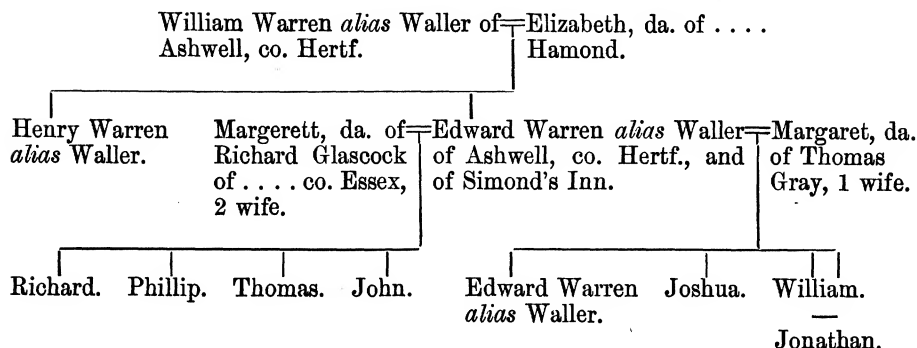 William Warren alias Waller of═Elizabeth, da. of . . . .
Ashwell, co. Hertf. Hamond.
Henry Warren
alias Waller.
Margerett, da. of═Edward Warren alias Waller═Margaret, da.
Richard Glascock of Ashwell, co. Hertf., and of Thomas
of . . . . co. Essex, of Simond's Inn. Gray, 1 wife.
2 wife.
Richard. Phillip. Thomas. John.
Edward Warren
alias Waller.
Joshua. William.
—
Jonathan.